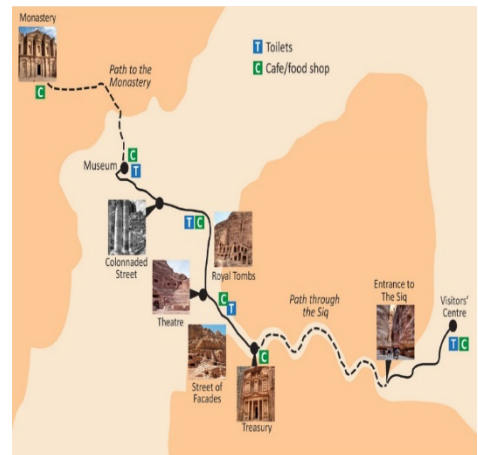 Monastery
C
Path to the
Monastery
T Toilets
C Cafe/food shop
Museum
C
T
Colonnaded
Street
T C
Royal Tombs
Theatre
C
T
Street of
Facades
C
Treasury
Path through
the Siq
Entrance to
The Siq
Visitors'
Centre
T C